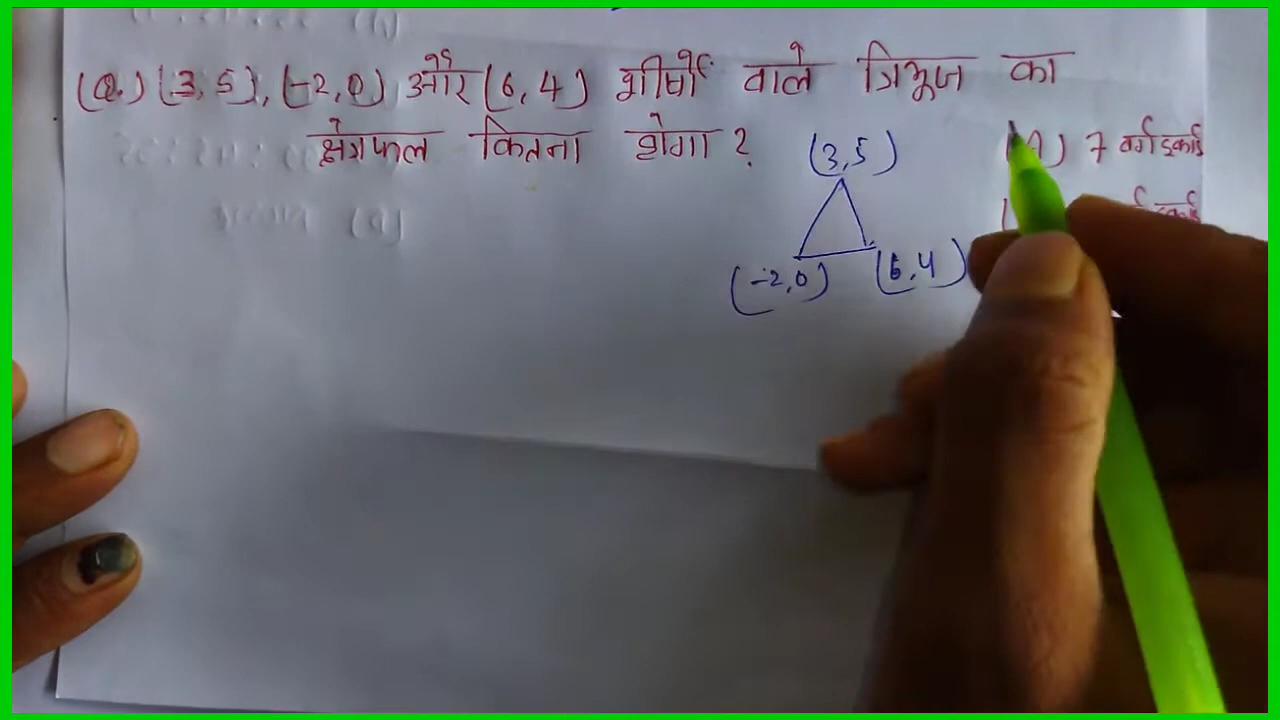 (Q.) (3,5), (-2,0) और (6,4) शीर्षों वाले त्रिभुज का
क्षेत्रफल कितना होगा ?
(A) 7 वर्ग इकाई
(3,5)
(-2,0)
(6,4)